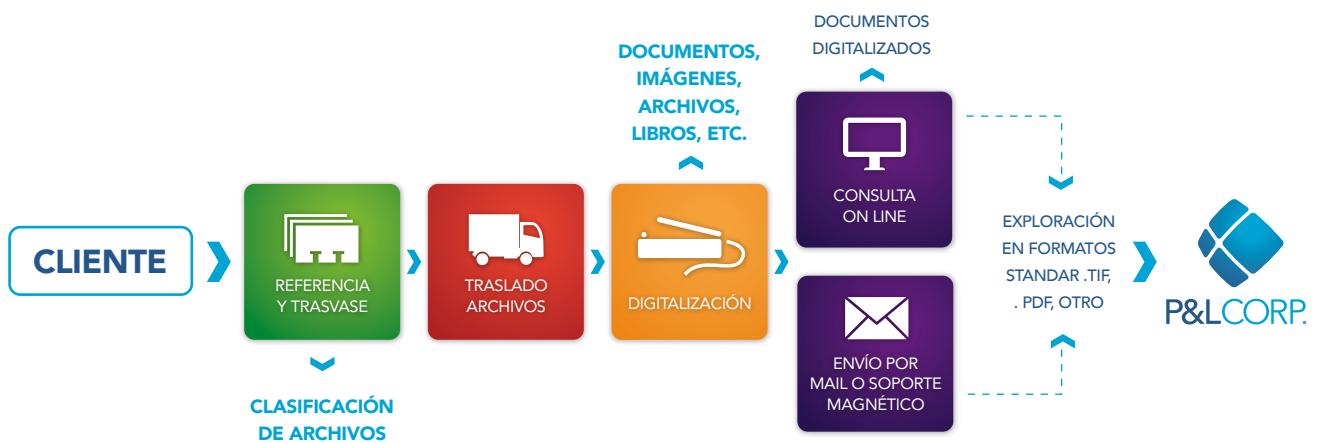 CLIENTE
REFERENCIA
Y TRASVASE
CLASIFICACIÓN
DE ARCHIVOS
TRASLADO
ARCHIVOS
DOCUMENTOS,
IMÁGENES,
ARCHIVOS,
LIBROS, ETC.
DIGITALIZACIÓN
DOCUMENTOS
DIGITALIZADOS
CONSULTA
ON LINE
ENVÍO POR
MAIL O SOPORTE
MAGNÉTICO
EXPLORACIÓN
EN FORMATOS
STANDAR .TIF,
. PDF, OTRO
P&LCORP.